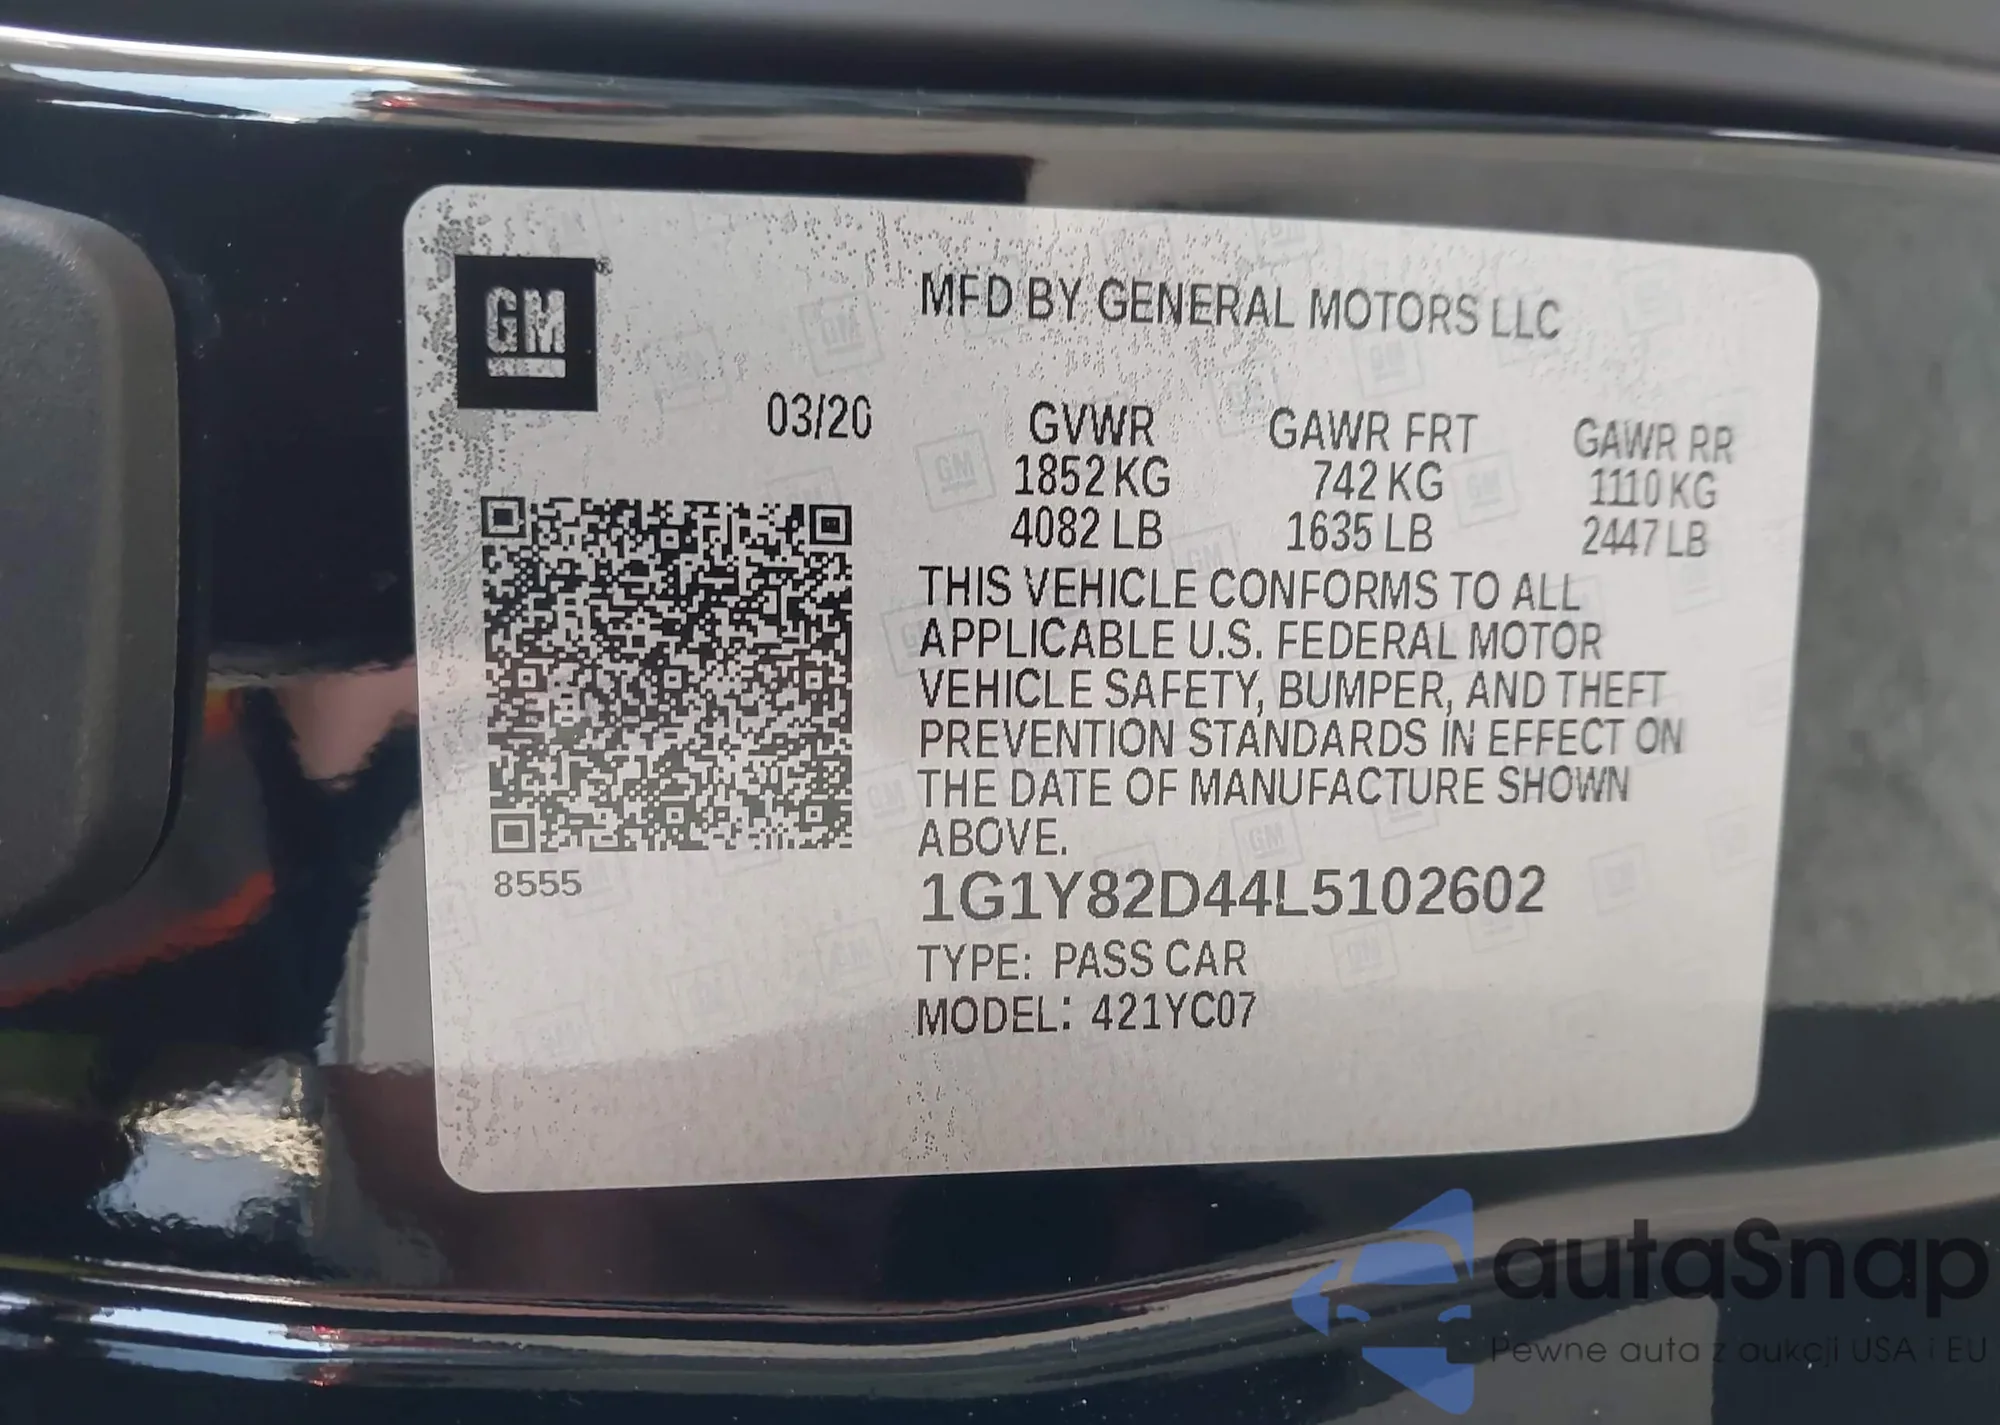 GM®
MFD BY GENERAL MOTORS LLC
03/20
GVWR GAWR FRT GAWR RR
1852 KG 742 KG 1110 KG
4082 LB 1635 LB 2447 LB
THIS VEHICLE CONFORMS TO ALL
APPLICABLE U.S. FEDERAL MOTOR
VEHICLE SAFETY, BUMPER, AND THEFT
PREVENTION STANDARDS IN EFFECT ON
THE DATE OF MANUFACTURE SHOWN
ABOVE.
8555
1G1Y82D44L5102602
TYPE: PASS CAR
MODEL: 421YC07
autaSnap
Pewne auta z aukcji USA i EU